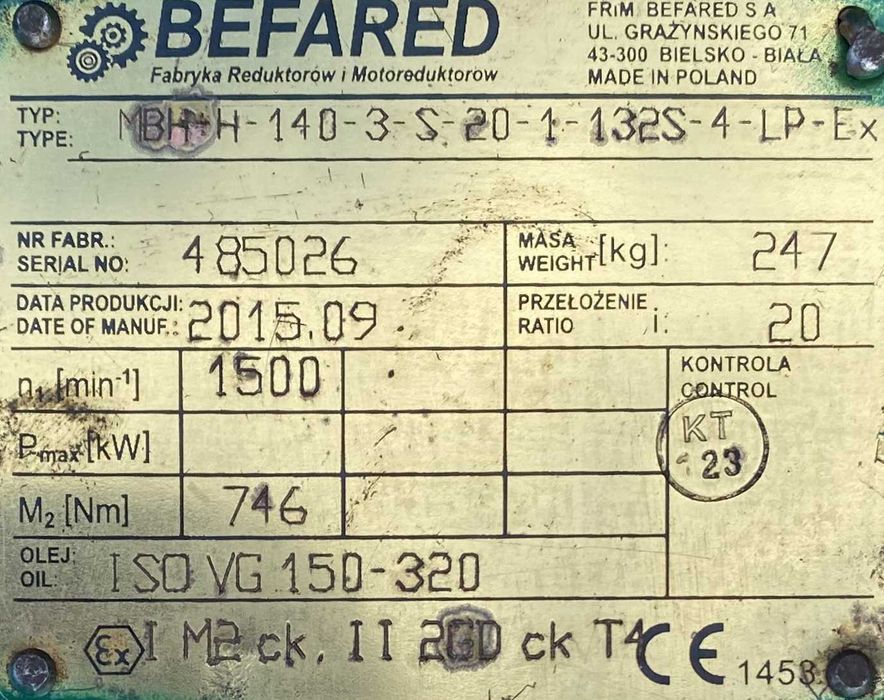 BEFARED
Fabryka Reduktorów i Motoreduktorów
FRiM BEFARED S A
UL. GRAŻYNSKIEGO 71
43-300 BIELSKO - BIAŁA
MADE IN POLAND
TYP:
TYPE: MBH-H-140-3-S-20-1-132S-4-LP-Ex
NR FABR.:
SERIAL NO: 485026
MASA
WEIGHT [kg]: 247
DATA PRODUKCJI:
DATE OF MANUF.: 2015.09
PRZEŁOŻENIE
RATIO i: 20
n₁ [min⁻¹] 1500
KONTROLA
CONTROL
KT
23
Pmax [kW]
M₂ [Nm] 746
OLEJ:
OIL: ISO VG 150-320
Ex I M2 ck, II 2GD ck T4 CE 1453